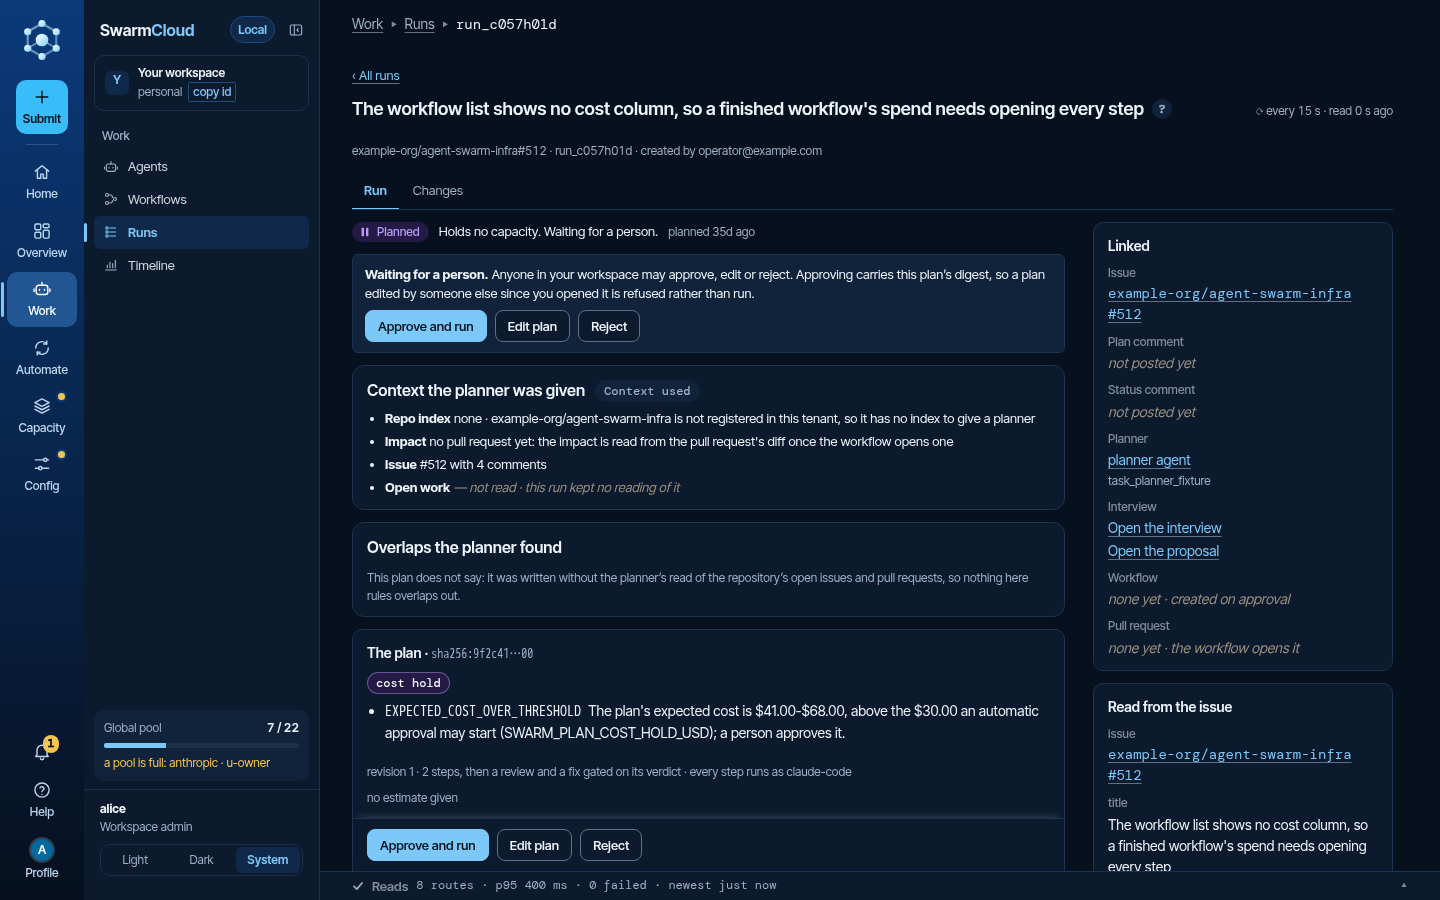 SwarmCloud
Local
Submit
Home
Overview
Work
Automate
Capacity
Config
1
Help
A
Profile
Y
Your workspace
personal copy id
Work
Agents
Workflows
Runs
Timeline
Global pool 7 / 22
a pool is full: anthropic · u-owner
alice
Workspace admin
Light Dark System
Work ▸ Runs ▸ run_c057h01d
‹ All runs
The workflow list shows no cost column, so a finished workflow's spend needs opening every step ?
every 15 s · read 0 s ago
example-org/agent-swarm-infra#512 · run_c057h01d · created by operator@example.com
Run Changes
Planned Holds no capacity. Waiting for a person. planned 35d ago
Waiting for a person. Anyone in your workspace may approve, edit or reject. Approving carries this plan's digest, so a plan
edited by someone else since you opened it is refused rather than run.
Approve and run Edit plan Reject
Context the planner was given Context used
• Repo index none · example-org/agent-swarm-infra is not registered in this tenant, so it has no index to give a planner
• Impact no pull request yet: the impact is read from the pull request's diff once the workflow opens one
• Issue #512 with 4 comments
• Open work — not read · this run kept no reading of it
Overlaps the planner found
This plan does not say: it was written without the planner's read of the repository's open issues and pull requests, so nothing here
rules overlaps out.
The plan · sha256:9f2c41···00
cost hold
• EXPECTED_COST_OVER_THRESHOLD The plan's expected cost is $41.00-$68.00, above the $30.00 an automatic
approval may start (SWARM_PLAN_COST_HOLD_USD); a person approves it.
revision 1 · 2 steps, then a review and a fix gated on its verdict · every step runs as claude-code
no estimate given
Approve and run Edit plan Reject
Linked
Issue
example-org/agent-swarm-infra
#512
Plan comment
not posted yet
Status comment
not posted yet
Planner
planner agent
task_planner_fixture
Interview
Open the interview
Open the proposal
Workflow
none yet · created on approval
Pull request
none yet · the workflow opens it
Read from the issue
issue
example-org/agent-swarm-infra
#512
title
The workflow list shows no cost column, so
a finished workflow's spend needs opening
every step
Reads 8 routes · p95 400 ms · 0 failed · newest just now